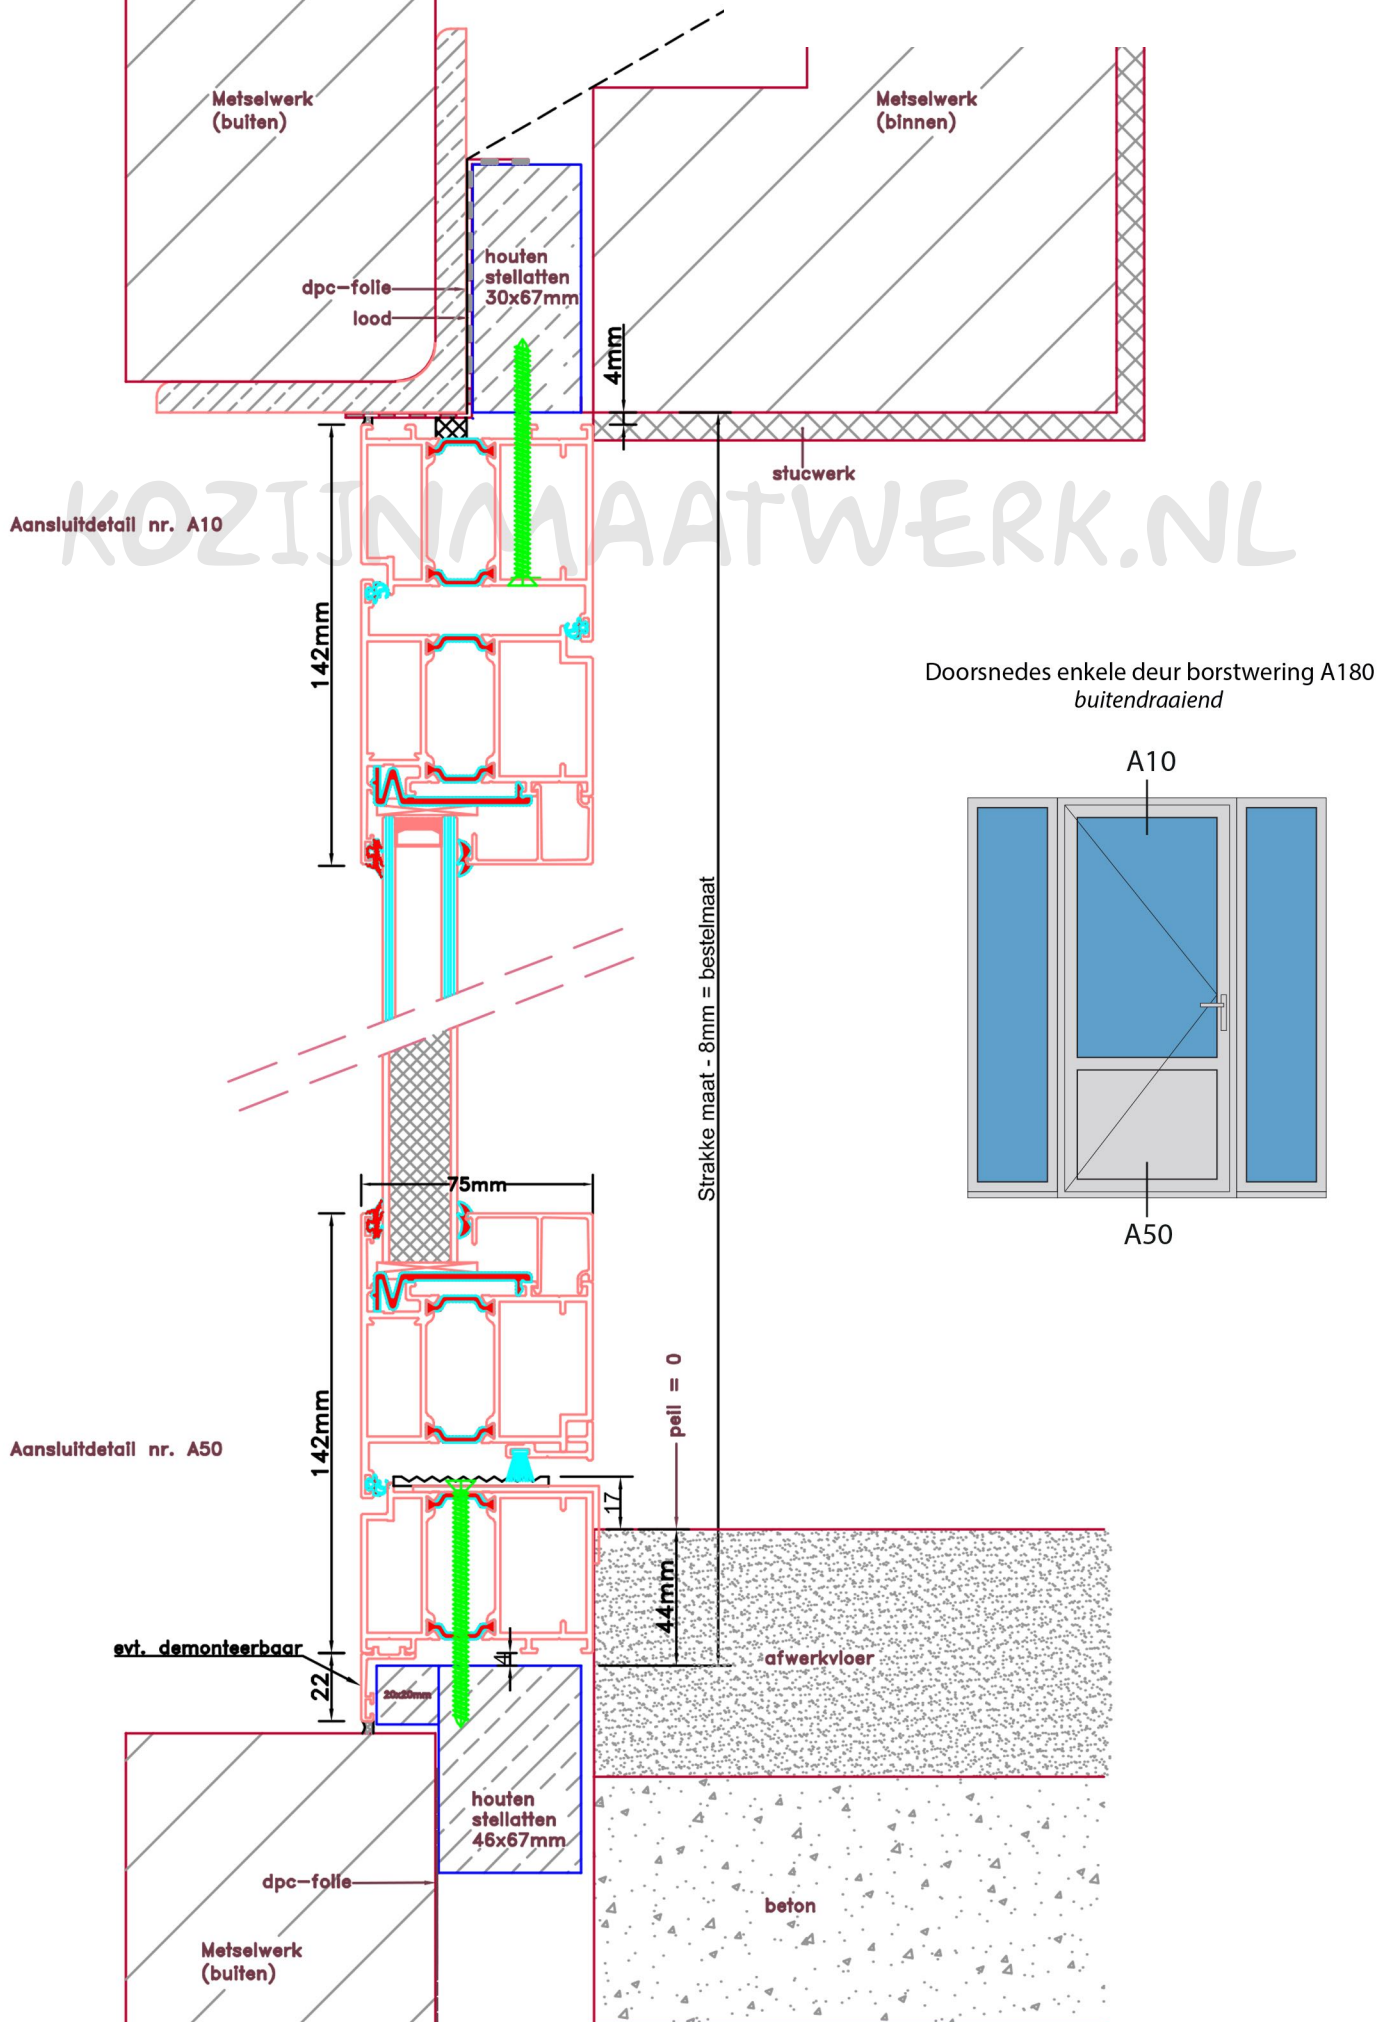 Metselwerk
(buiten)
Metselwerk
(binnen)
houten
stellatten
30x67mm
dpc-folie
lood
4mm
stucwerk
KOZIJNMAATWERK.NL
Aansluitdetail nr. A10
142mm
Doorsnedes enkele deur borstwering A180
buitendraaiend
A10
A50
Strakke maat - 8mm = bestelmaat
75mm
peil = 0
Aansluitdetail nr. A50
142mm
17
44mm
evt. demonteerbaar
4
22
20x20mm
afwerkvloer
houten
stellatten
46x67mm
dpc-folie
beton
Metselwerk
(buiten)